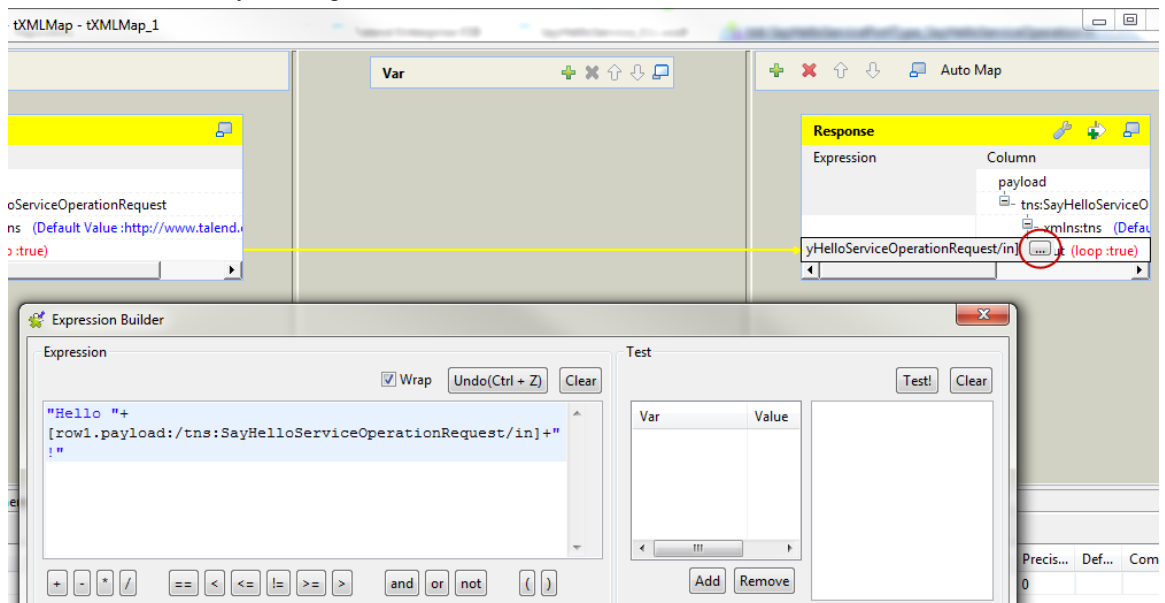 - tXMLMap - tXMLMap_1
Var
Auto Map
Response
Expression
Column
payload
oServiceOperationRequest
tns:SayHelloServiceO
ns (Default Value :http://www.talend.
xmlns:tns (Defau
:true)
yHelloServiceOperationRequest/in]
...
(loop :true)
Expression Builder
Expression
Test
Wrap
Undo(Ctrl + Z)
Clear
Test!
Clear
"Hello "+
[row1.payload:/tns:SayHelloServiceOperationRequest/in]+"
!"
Var
Value
+ - * / == < <= != >= > and or not ( )
Add
Remove
Precis...
Def...
Com
0